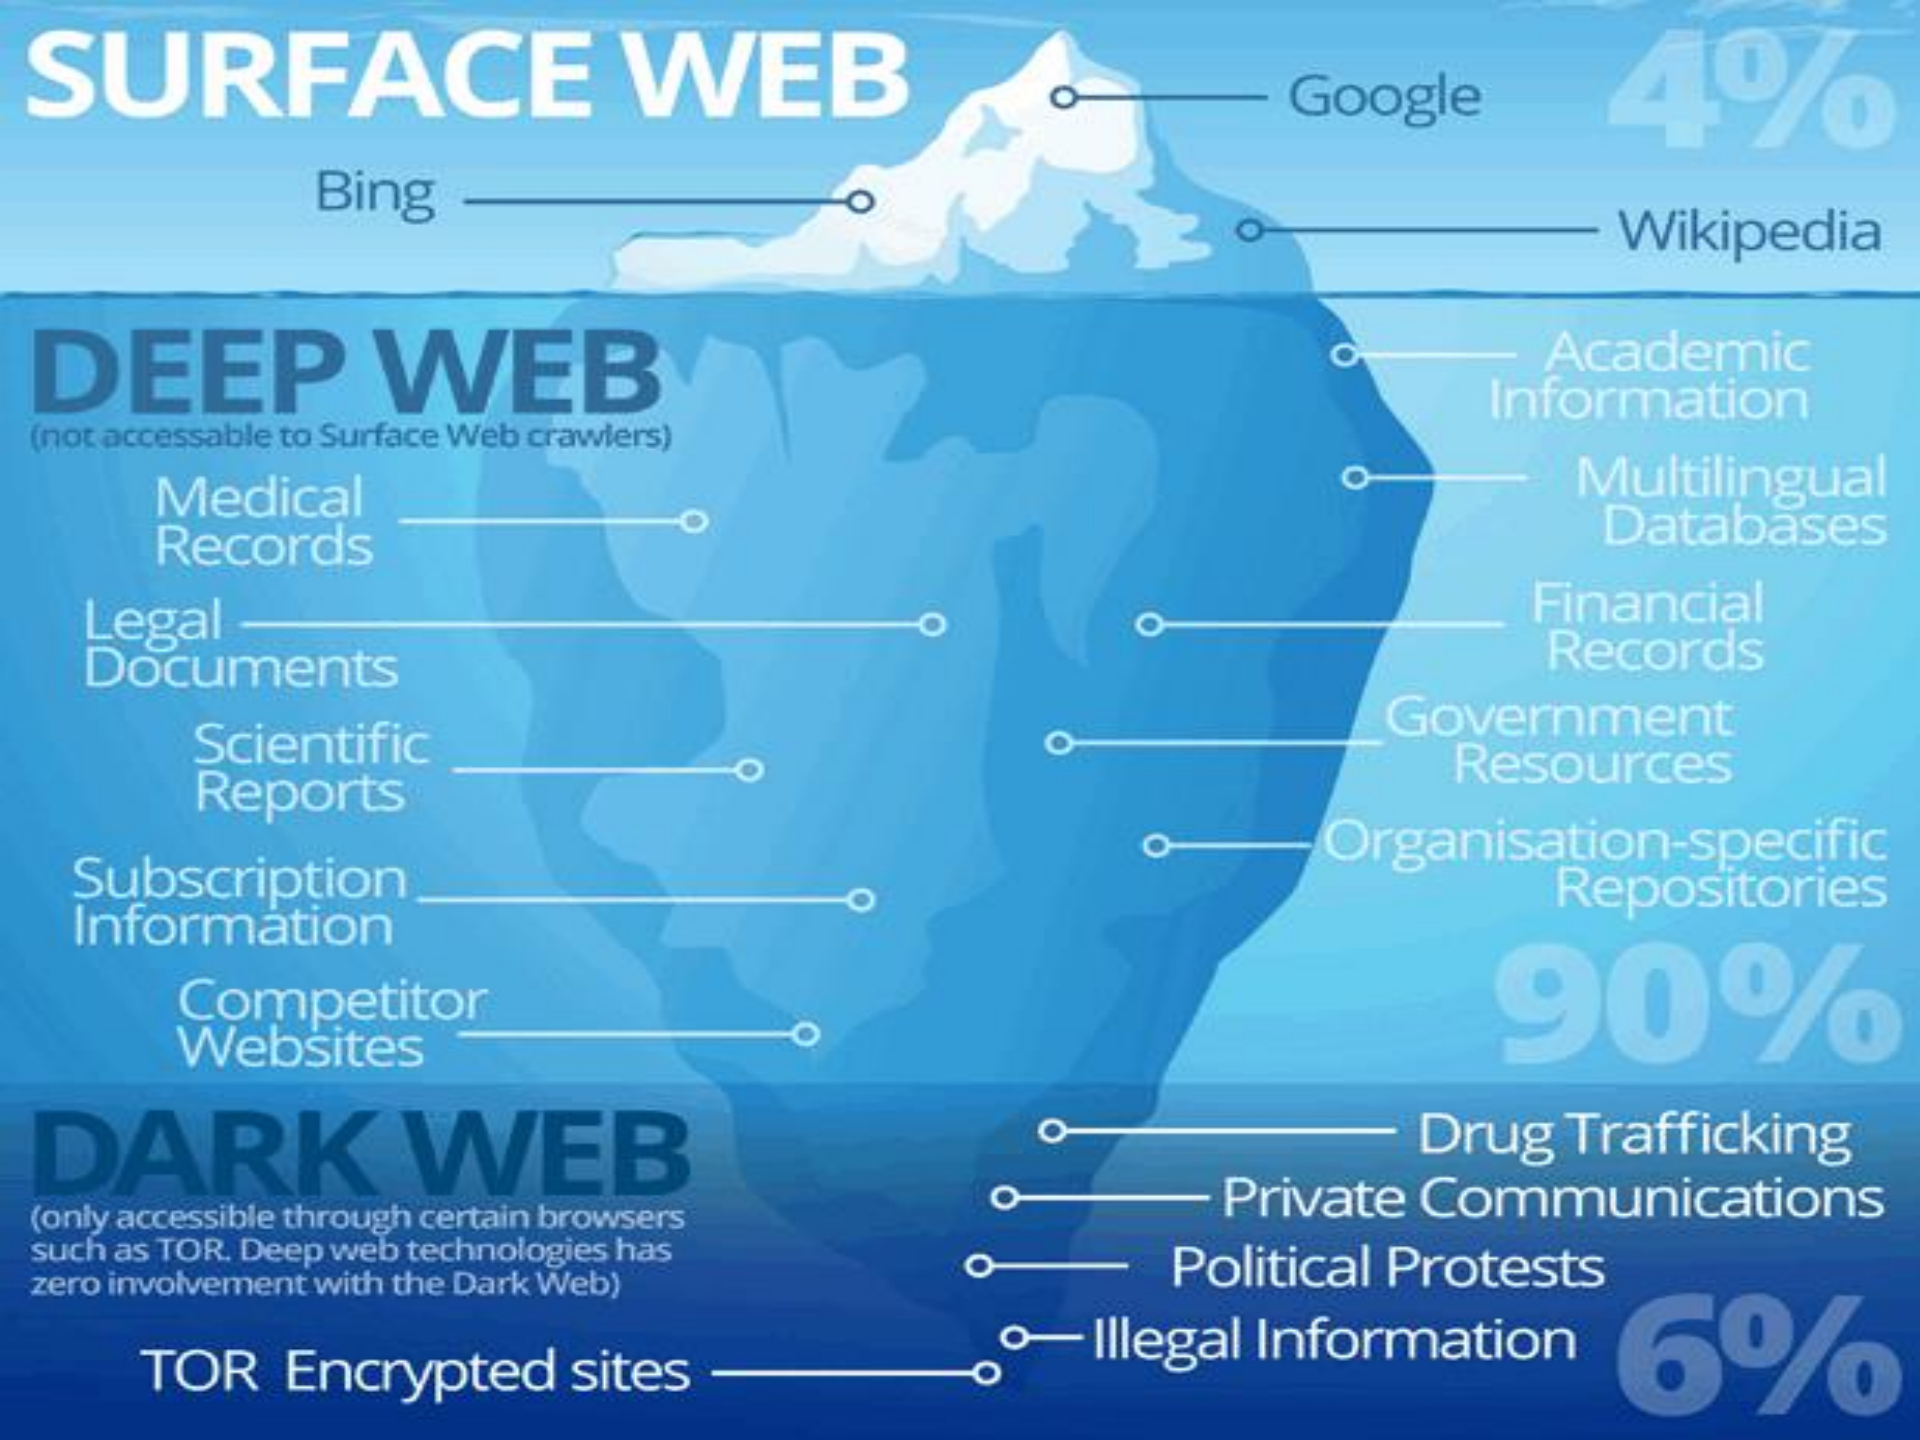 SURFACE WEB
4%
Google
Bing
Wikipedia
DEEP WEB
(not accessable to Surface Web crawlers)
Academic
Information
Medical
Records
Multilingual
Databases
Legal
Documents
Financial
Records
Scientific
Reports
Government
Resources
Subscription
Information
Organisation-specific
Repositories
Competitor
Websites
90%
DARK WEB
(only accessible through certain browsers
such as TOR. Deep web technologies has
zero involvement with the Dark Web)
Drug Trafficking
Private Communications
Political Protests
Illegal Information
TOR Encrypted sites
6%